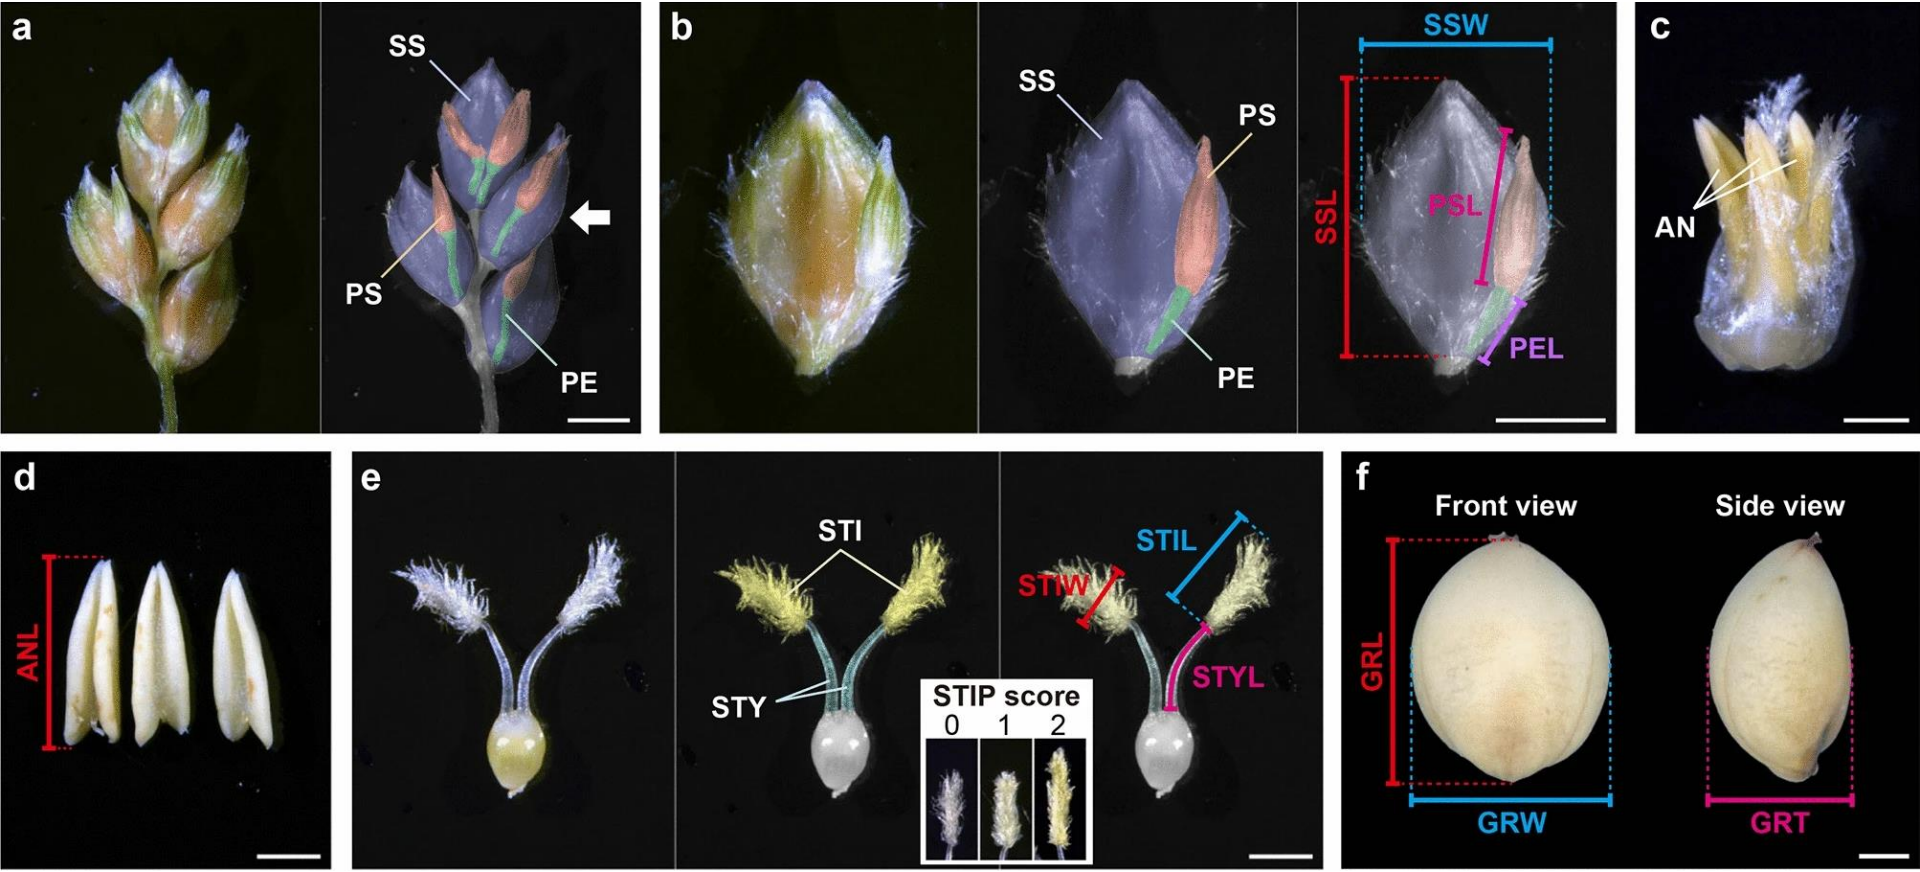 a
SS
PS
PE
b
SS
PS
PE
SSW
SSL
PSL
PEL
c
AN
d
ANL
e
STI
STY
STIL
STIW
STYL
STIP score
0 1 2
f
Front view
Side view
GRL
GRW
GRT